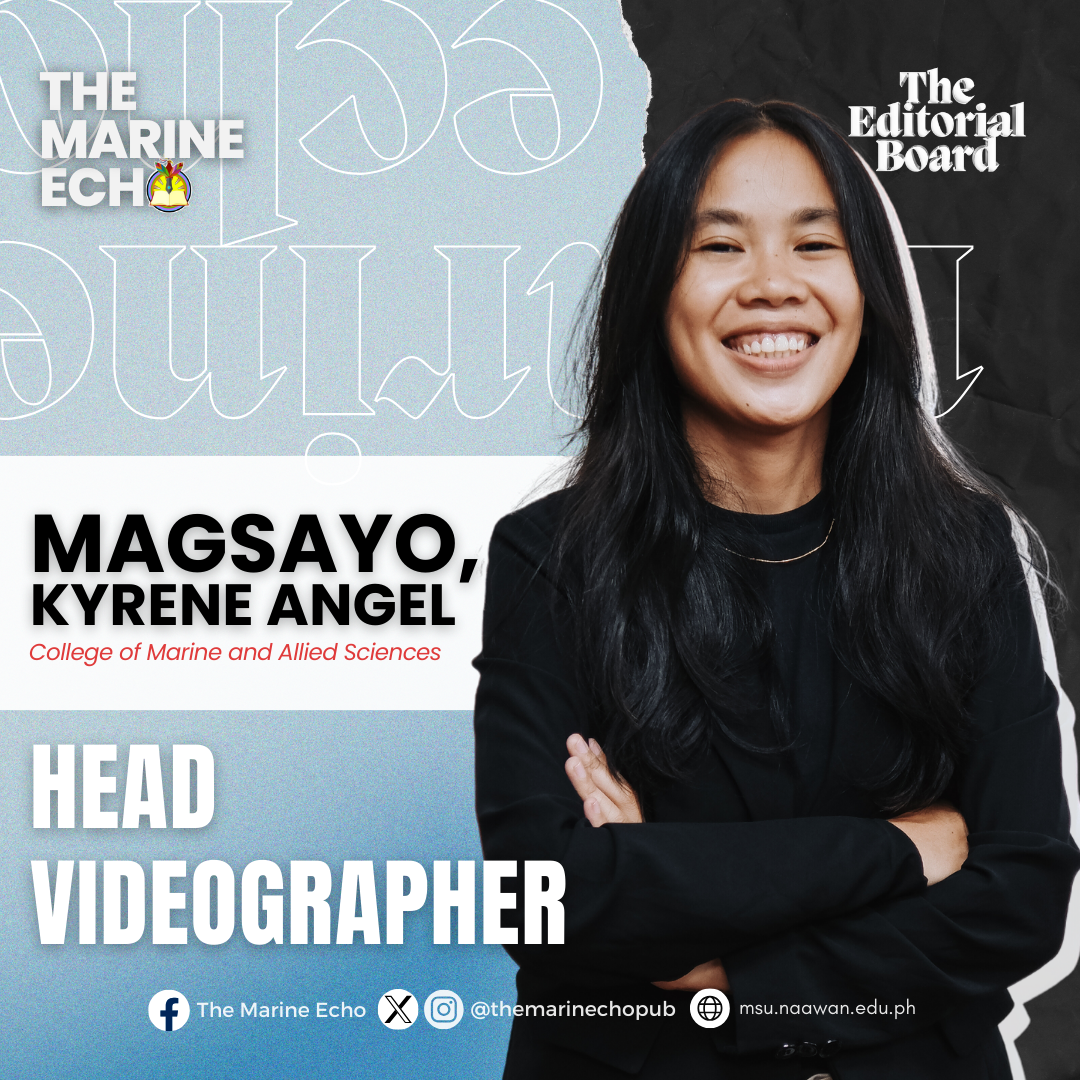 THE
MARINE
ECHO
The
Editorial
Board
MAGSAYO,
KYRENE ANGEL
College of Marine and Allied Sciences
HEAD
VIDEOGRAPHER
The Marine Echo @themarinechopub msu.naawan.edu.ph